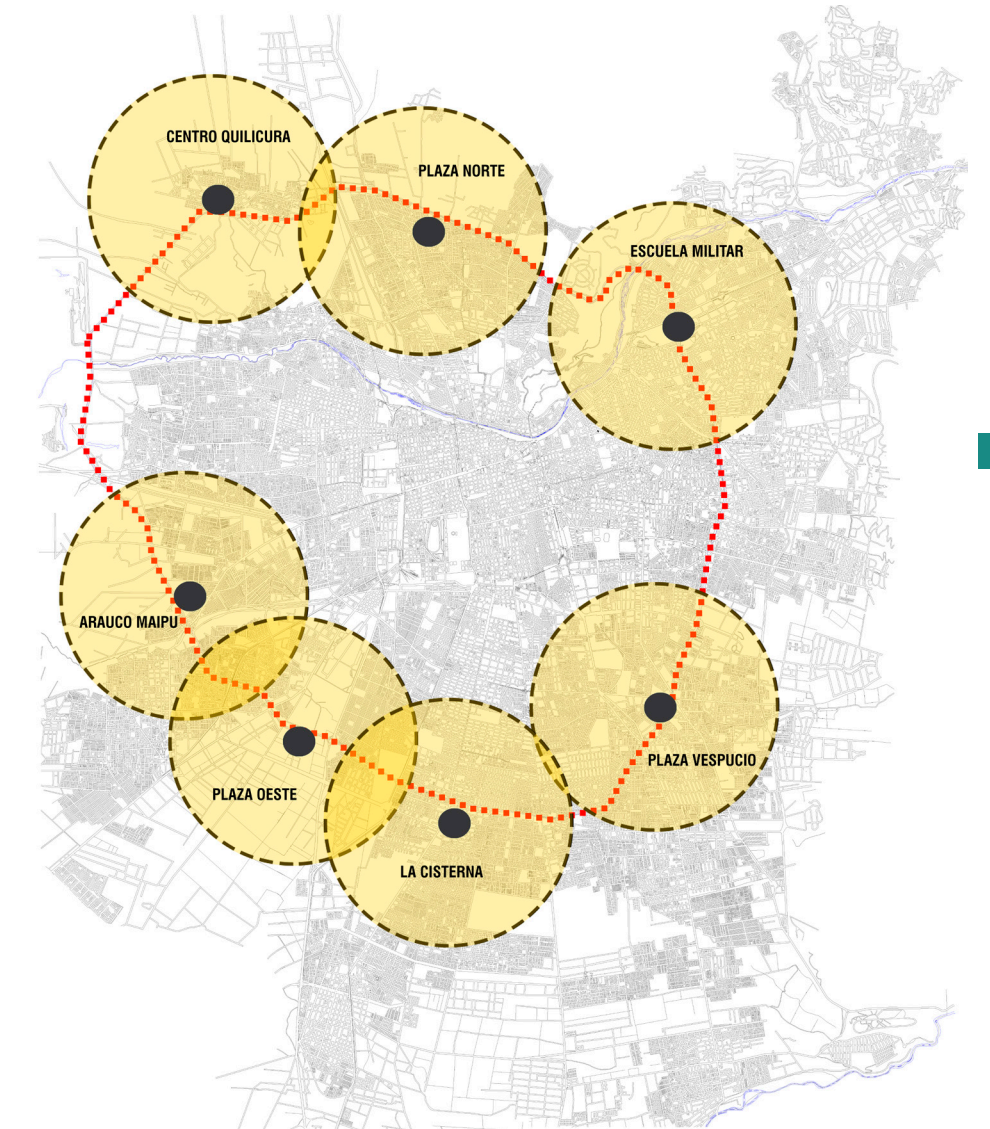 CENTRO QUILICURA
PLAZA NORTE
ESCUELA MILITAR
ARAUCO MAIPU
PLAZA VESPUCIO
PLAZA OESTE
LA CISTERNA